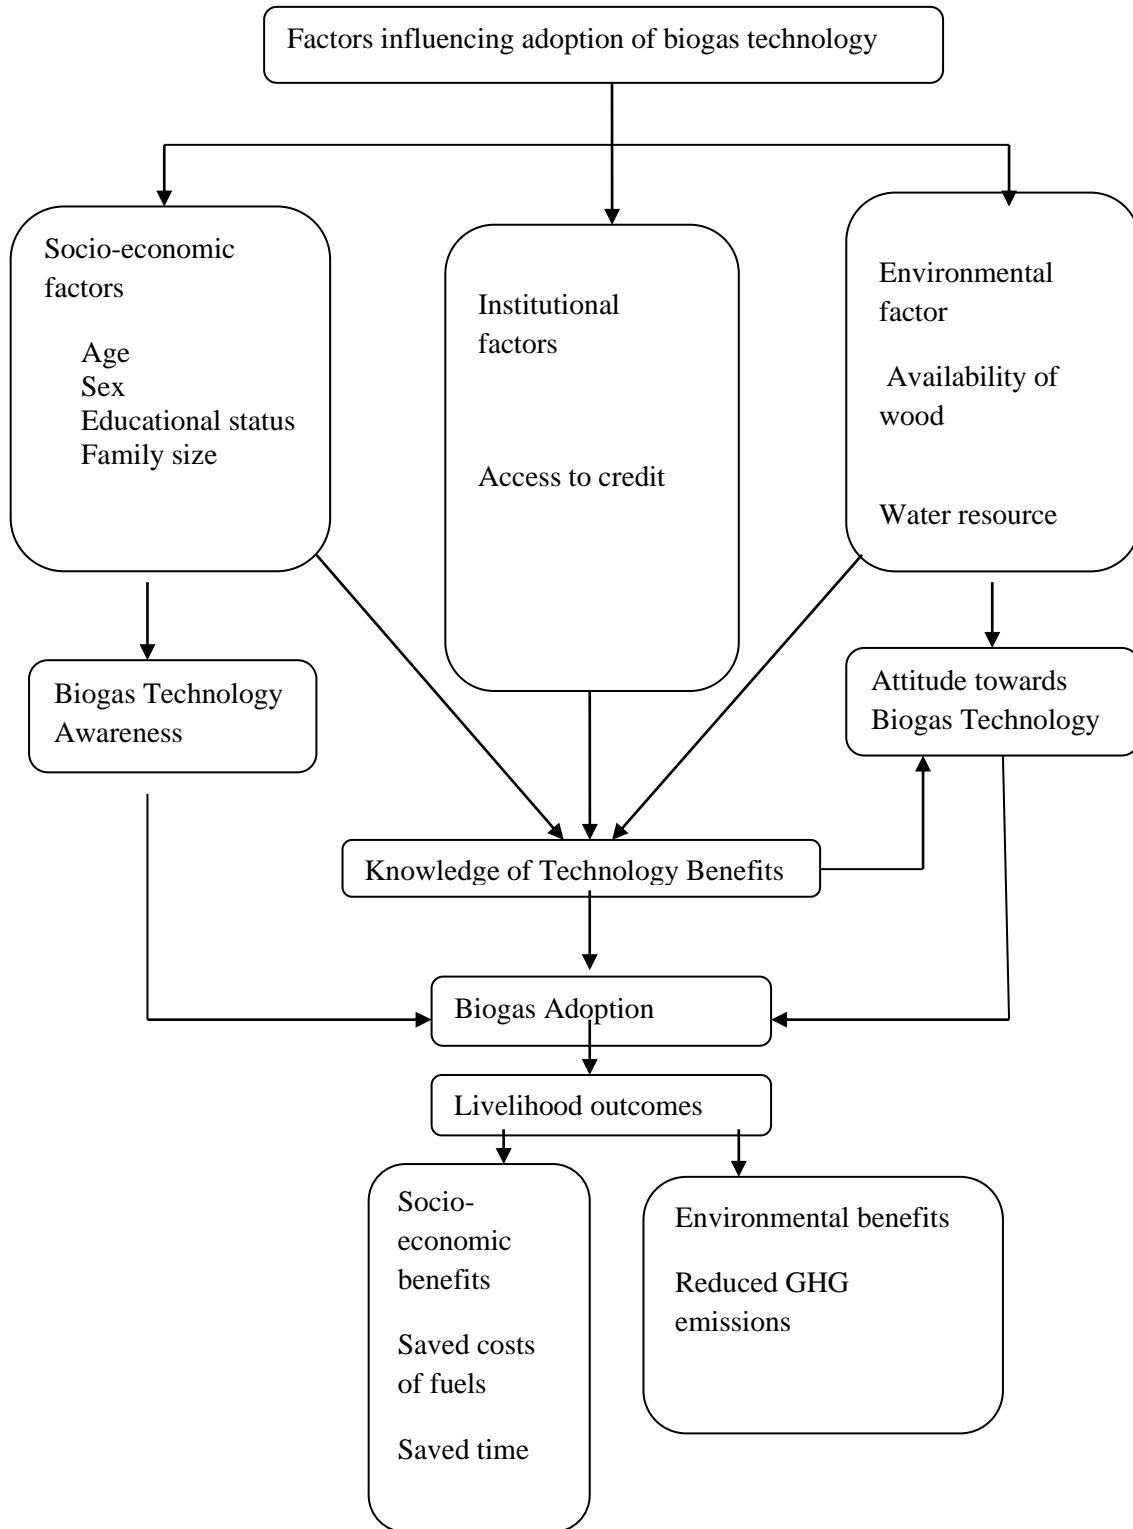 Factors influencing adoption of biogas technology
Socio-economic
factors
Age
Sex
Educational status
Family size
Institutional
factors
Access to credit
Environmental
factor
Availability of
wood
Water resource
Biogas Technology
Awareness
Attitude towards
Biogas Technology
Knowledge of Technology Benefits
Biogas Adoption
Livelihood outcomes
Socio-
economic
benefits
Saved costs
of fuels
Saved time
Environmental benefits
Reduced GHG
emissions